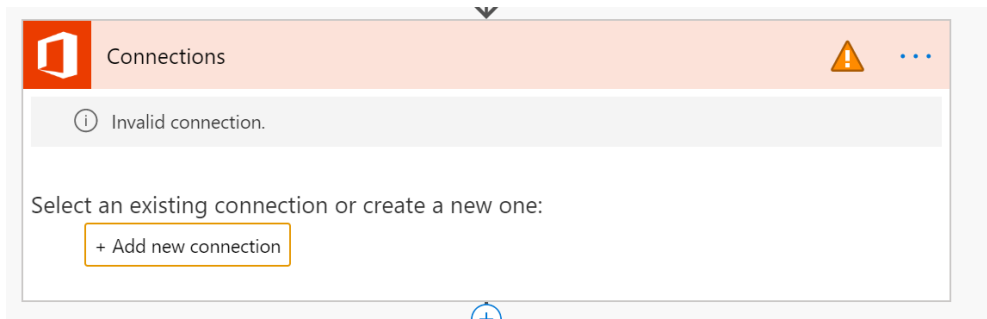 Connections
Invalid connection.
Select an existing connection or create a new one:
+ Add new connection